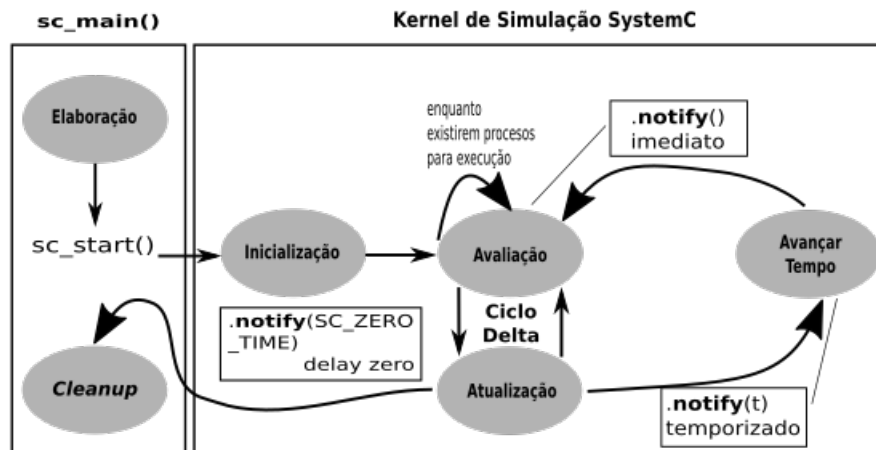 sc_main()
Kernel de Simulação SystemC
Elaboração
enquanto
existirem procesos
para execução
.notify()
imediato
sc_start()
Inicialização
Avaliação
Avançar
Tempo
.notify(SC_ZERO
_TIME)
delay zero
Ciclo
Delta
Cleanup
Atualização
.notify(t)
temporizado